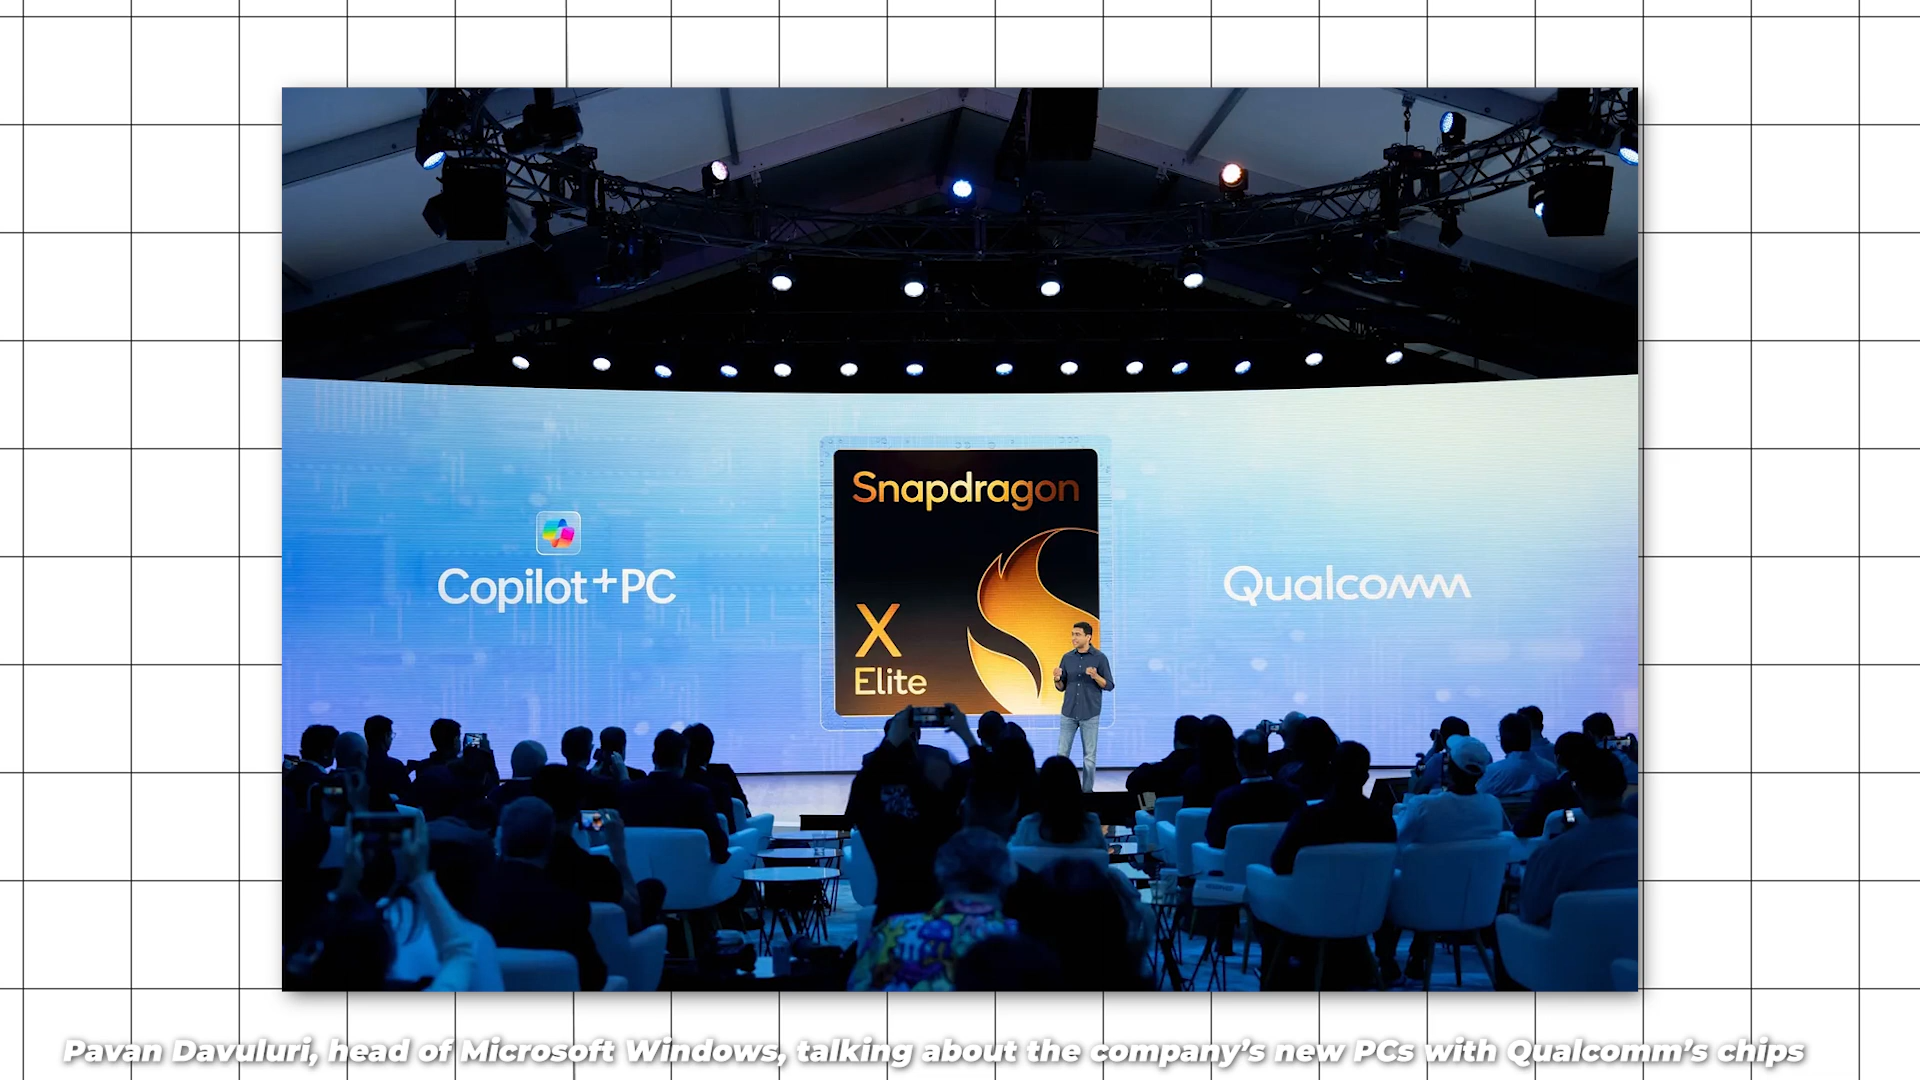 Snapdragon
X
Elite
Copilot+PC
Qualcomm
Pavan Davuluri, head of Microsoft Windows, talking about the company's new PCs with Qualcomm's chips